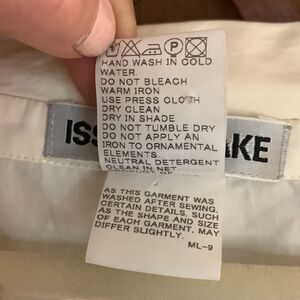 P
HAND WASH IN COLD
WATER.
DO NOT BLEACH
WARM IRON
USE PRESS CLOTH
DRY CLEAN
DRY IN SHADE
DO NOT TUMBLE DRY
DO NOT APPLY AN
IRON TO ORNAMENTAL
ELEMENTS.
NEUTRAL DETERGENT
CLEAN IN NET
ISS
AKE
AS THIS GARMENT WAS
WASHED AFTER SEWING,
CERTAIN DETAILS, SUCH
AS THE SHAPE AND SIZE
OF EACH GARMENT, MAY
DIFFER SLIGHTLY.
ML-9